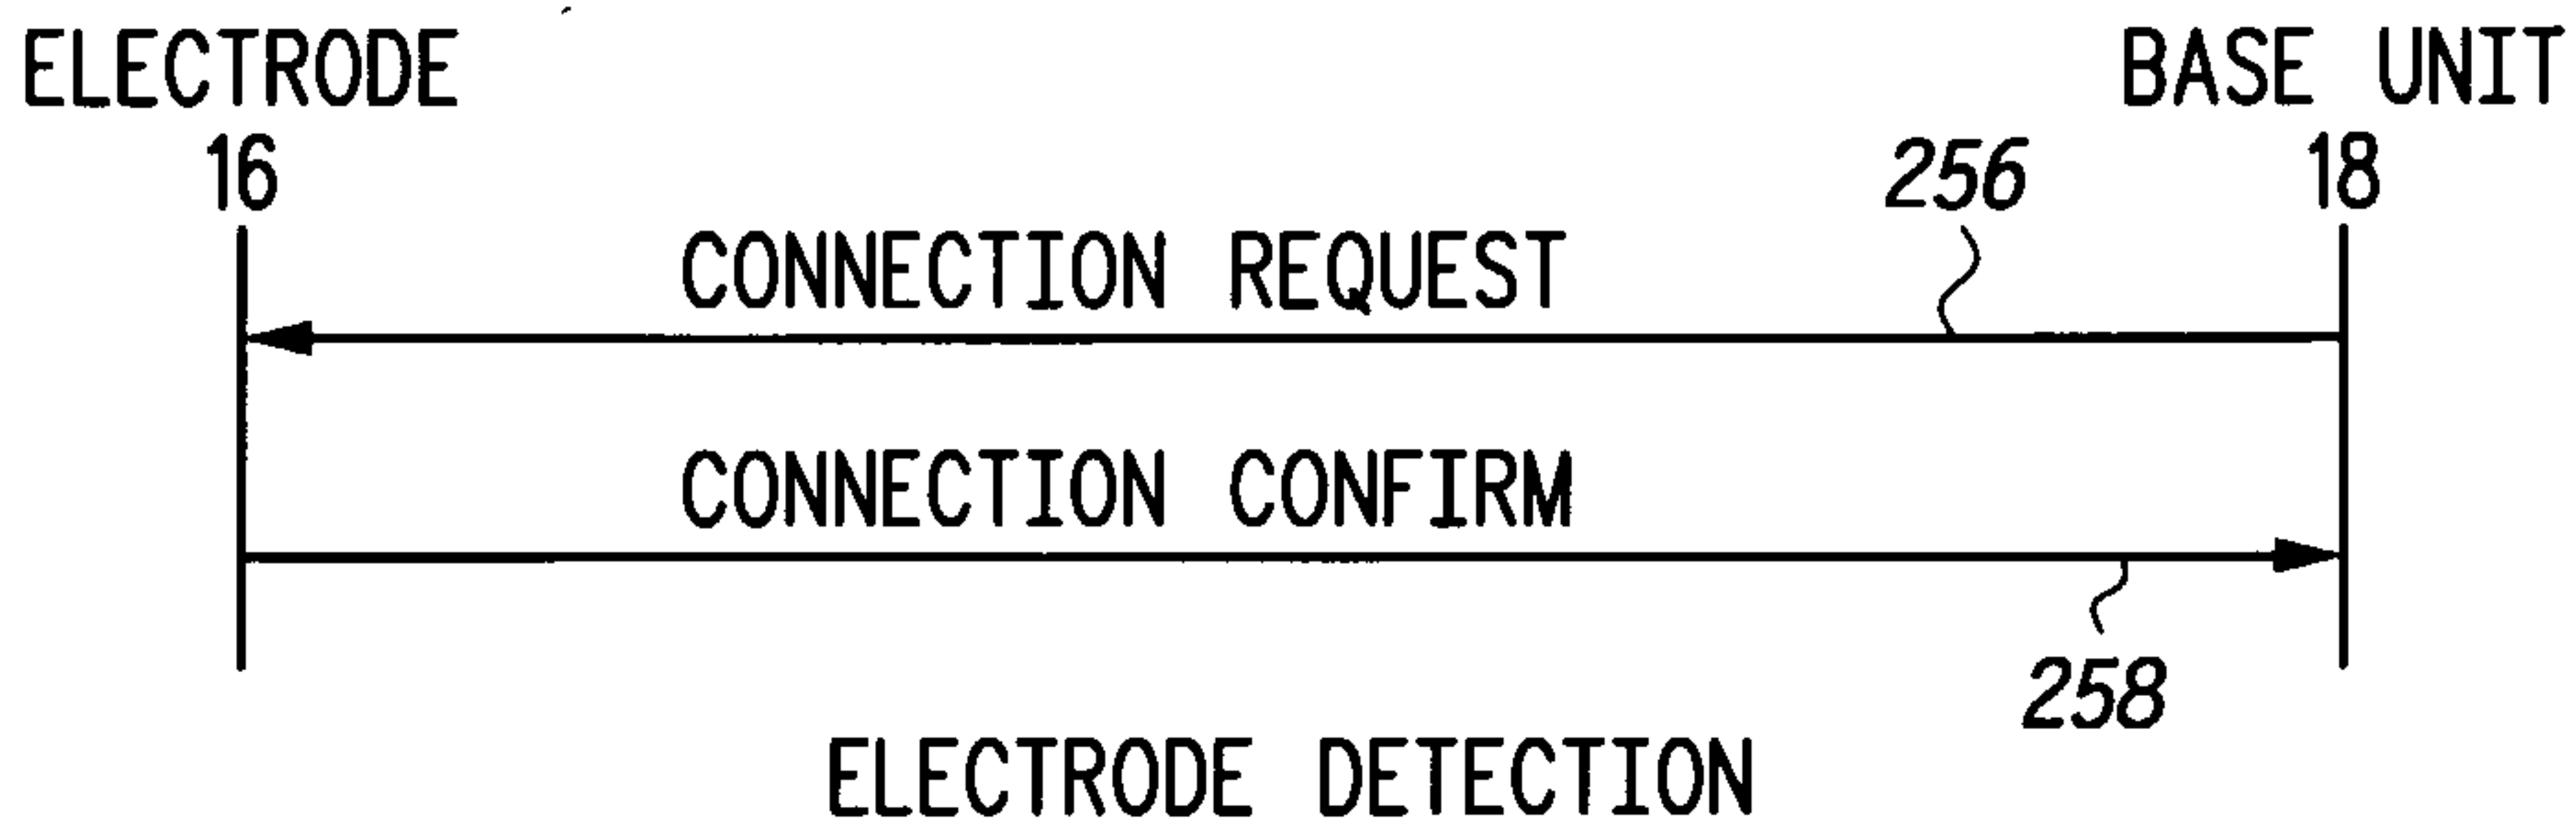 ELECTRODE BASE UNIT
16 256 18
CONNECTION REQUEST
CONNECTION CONFIRM
258
ELECTRODE DETECTION